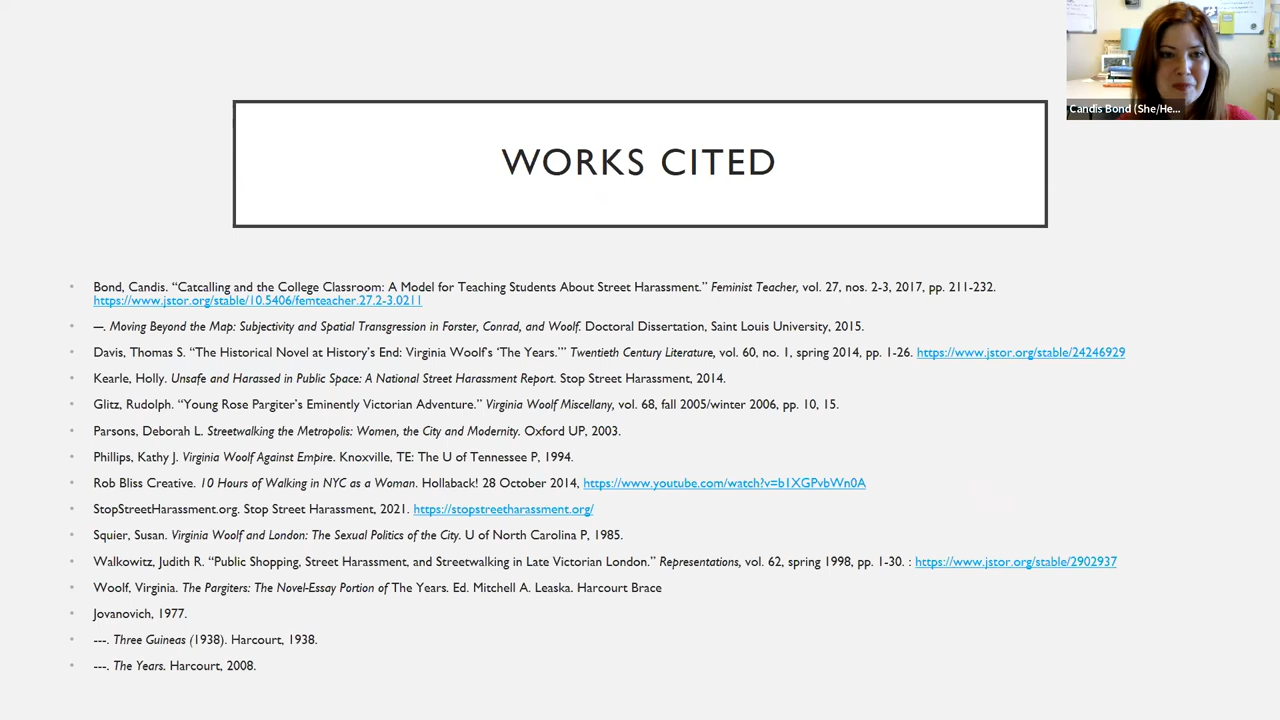 Candis Bond (She/He...
WORKS CITED
• Bond, Candis. “Catcalling and the College Classroom: A Model for Teaching Students About Street Harassment.” Feminist Teacher, vol. 27, nos. 2-3, 2017, pp. 211-232.
https://www.jstor.org/stable/10.5406/femteacher.27.2-3.0211
• —. Moving Beyond the Map: Subjectivity and Spatial Transgression in Forster, Conrad, and Woolf. Doctoral Dissertation, Saint Louis University, 2015.
• Davis, Thomas S. “The Historical Novel at History’s End: Virginia Woolf’s ‘The Years.’” Twentieth Century Literature, vol. 60, no. 1, spring 2014, pp. 1-26. https://www.jstor.org/stable/24246929
• Kearle, Holly. Unsafe and Harassed in Public Space: A National Street Harassment Report. Stop Street Harassment, 2014.
• Glitz, Rudolph. “Young Rose Pargiter’s Eminently Victorian Adventure.” Virginia Woolf Miscellany, vol. 68, fall 2005/winter 2006, pp. 10, 15.
• Parsons, Deborah L. Streetwalking the Metropolis: Women, the City and Modernity. Oxford UP, 2003.
• Phillips, Kathy J. Virginia Woolf Against Empire. Knoxville, TE: The U of Tennessee P, 1994.
• Rob Bliss Creative. 10 Hours of Walking in NYC as a Woman. Hollaback! 28 October 2014, https://www.youtube.com/watch?v=b1XGPvbWn0A
• StopStreetHarassment.org. Stop Street Harassment, 2021. https://stopstreetharassment.org/
• Squier, Susan. Virginia Woolf and London: The Sexual Politics of the City. U of North Carolina P, 1985.
• Walkowitz, Judith R. “Public Shopping, Street Harassment, and Streetwalking in Late Victorian London.” Representations, vol. 62, spring 1998, pp. 1-30. : https://www.jstor.org/stable/2902937
• Woolf, Virginia. The Pargiters: The Novel-Essay Portion of The Years. Ed. Mitchell A. Leaska. Harcourt Brace
• Jovanovich, 1977.
• ---. Three Guineas (1938). Harcourt, 1938.
• ---. The Years. Harcourt, 2008.